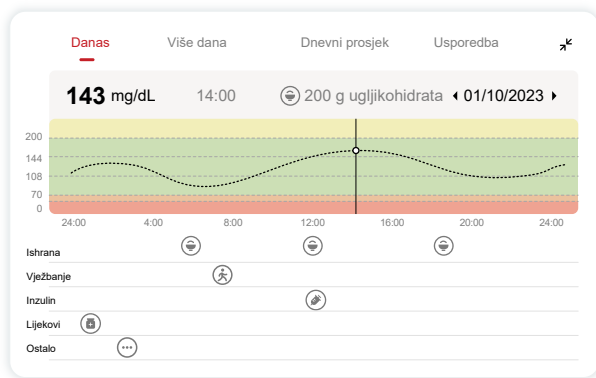 Danas Više dana Dnevni prosjek Usporedba
143 mg/dL 14:00 200 g ugljikohidrata 01/10/2023
200
144
108
70
0
24:00 4:00 8:00 12:00 16:00 20:00 24:00
Ishrana
Vježbanje
Inzulin
Lijekovi
Ostalo